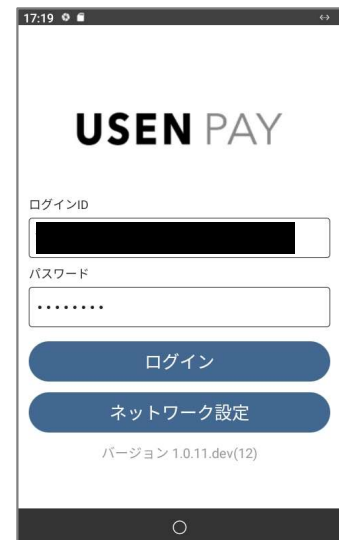 17:19
USEN PAY
ログインID
パスワード
........
ログイン
ネットワーク設定
バージョン 1.0.11.dev(12)